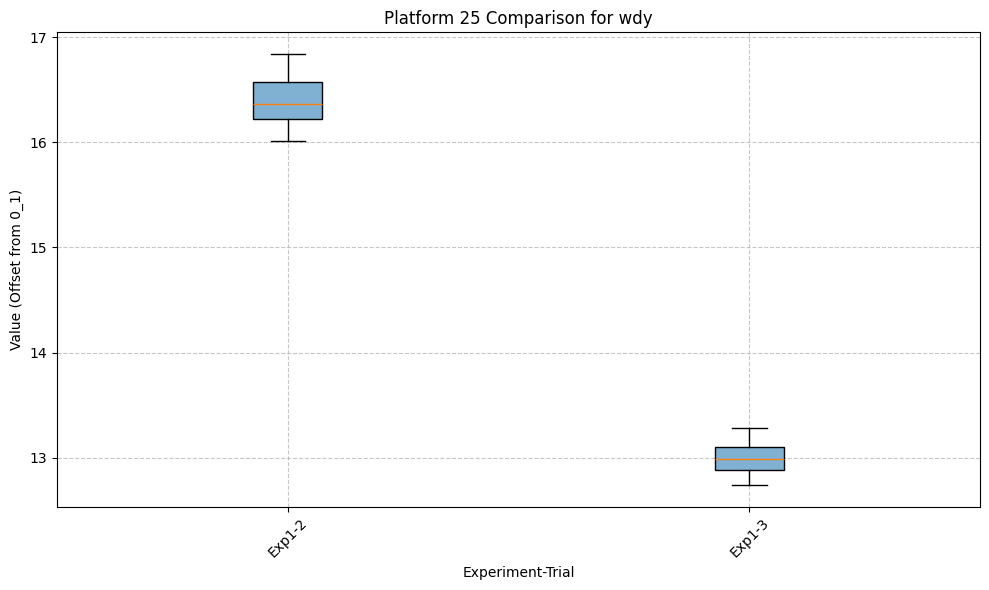 Platform 25 Comparison for wdy
Value (Offset from 0_1)
17
16
15
14
13
Exp1-2
Exp1-3
Experiment-Trial